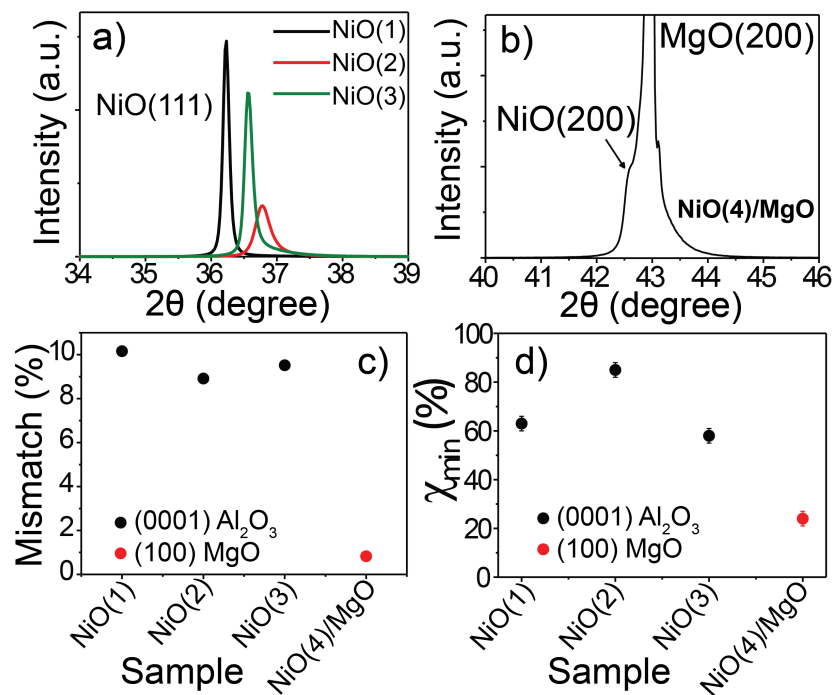 a)
NiO(1)
NiO(2)
NiO(3)
NiO(111)
Intensity (a.u.)
34 35 36 37 38 39
2θ (degree)
b)
MgO(200)
NiO(200)
NiO(4)/MgO
Intensity (a.u.)
40 41 42 43 44 45 46
2θ (degree)
c)
Mismatch (%)
10
8
6
4
2
0
(0001) Al₂O₃
(100) MgO
NiO(1)
NiO(2)
NiO(3)
NiO(4)/MgO
Sample
d)
χmin (%)
100
80
60
40
20
0
(0001) Al₂O₃
(100) MgO
NiO(1)
NiO(2)
NiO(3)
NiO(4)/MgO
Sample